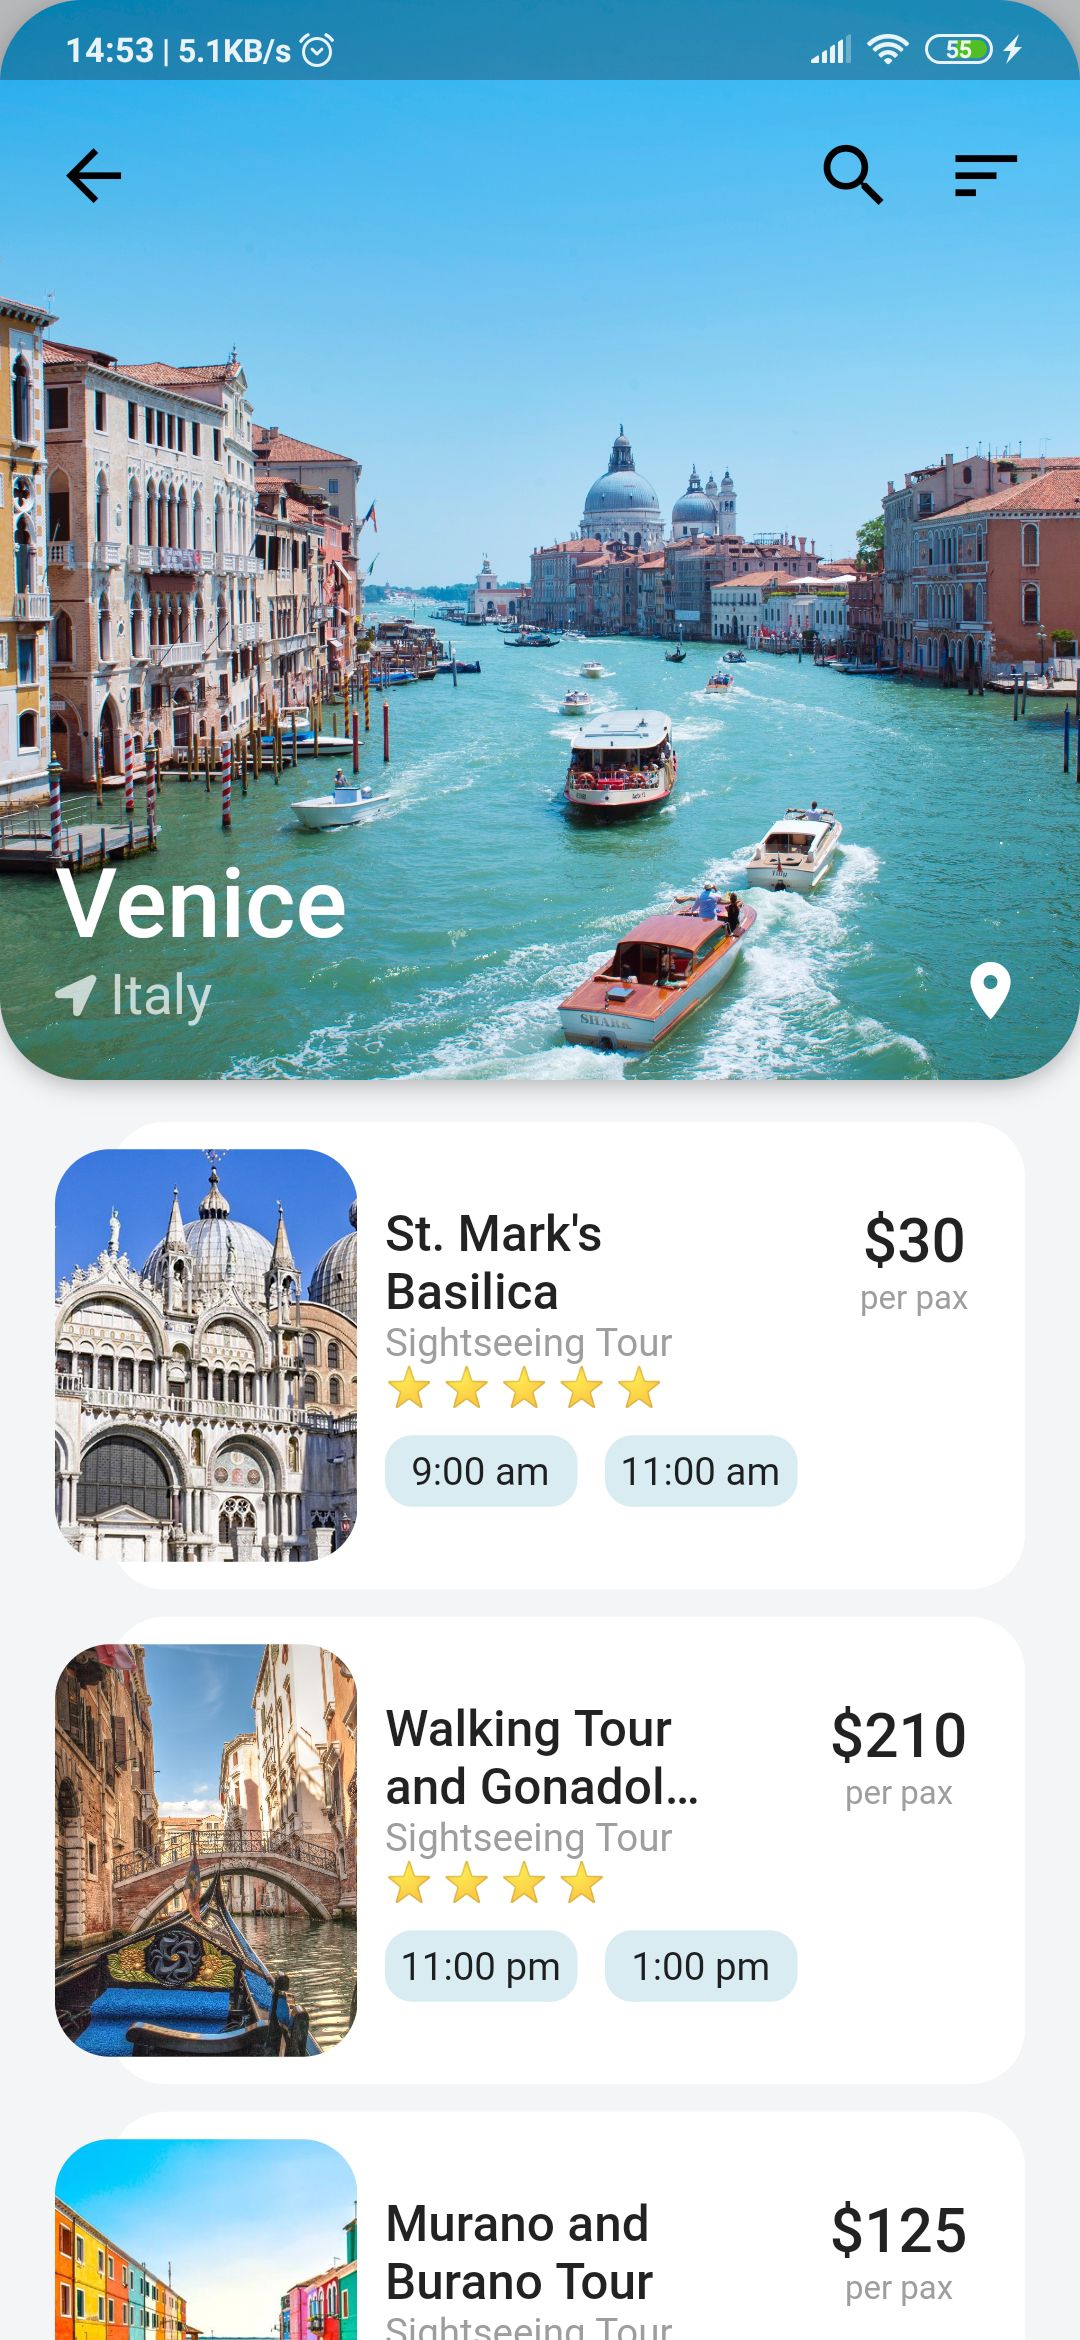 14:53 | 5.1KB/s
55
Venice
Italy
SHARK
St. Mark's
Basilica
$30
per pax
Sightseeing Tour
9:00 am
11:00 am
Walking Tour
and Gonadol...
$210
per pax
Sightseeing Tour
11:00 pm
1:00 pm
Murano and
Burano Tour
$125
per pax
Sightseeing Tour